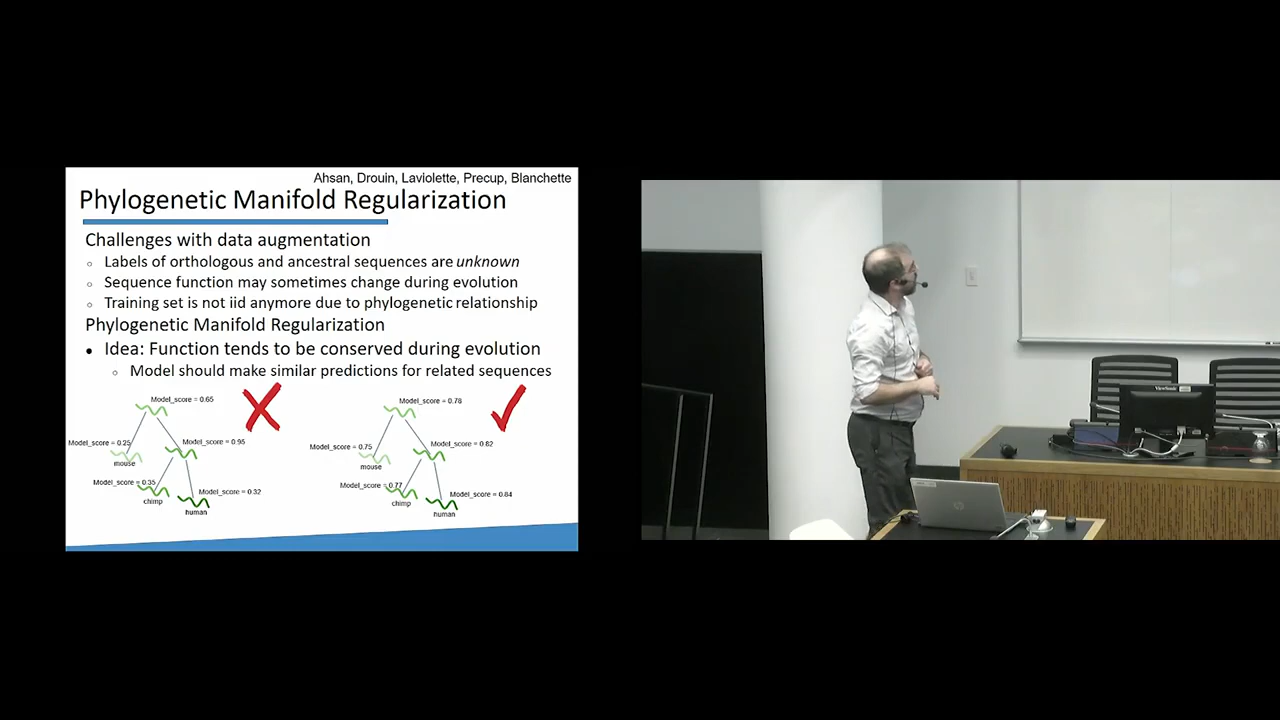 Ahsan, Drouin, Laviolette, Precup, Blanchette
Phylogenetic Manifold Regularization
Challenges with data augmentation
Labels of orthologous and ancestral sequences are unknown
Sequence function may sometimes change during evolution
Training set is not iid anymore due to phylogenetic relationship
Phylogenetic Manifold Regularization
Idea: Function tends to be conserved during evolution
Model should make similar predictions for related sequences
Model_score = 0.65
Model_score = 0.25
Model_score = 0.95
mouse
Model_score = 0.35
chimp
Model_score = 0.32
human
Model_score = 0.78
Model_score = 0.75
Model_score = 0.82
mouse
Model_score = 0.77
chimp
Model_score = 0.84
human
ViewSonic
hp